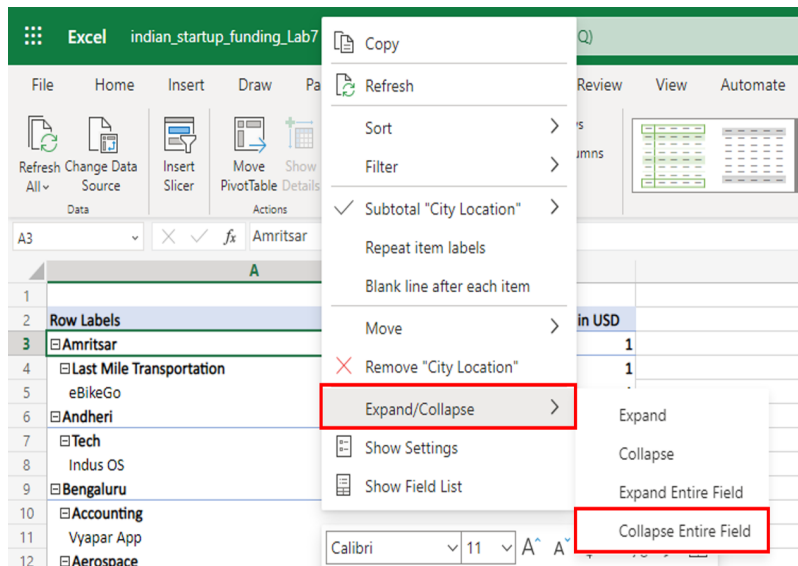 Excel indian_startup_funding_Lab7
File Home Insert Draw Pa Review View Automate
Refresh All Change Data Source Insert Slicer Move PivotTable Show Details
Data Actions
umns
A3 fx Amritsar
A
1
2 Row Labels in USD
3 Amritsar 1
4 Last Mile Transportation 1
5 eBikeGo
6 Andheri
7 Tech
8 Indus OS
9 Bengaluru
10 Accounting
11 Vyapar App
12 Aerospace
Copy
Refresh
Sort
Filter
Subtotal "City Location"
Repeat item labels
Blank line after each item
Move
Remove "City Location"
Expand/Collapse
Show Settings
Show Field List
Expand
Collapse
Expand Entire Field
Collapse Entire Field
Calibri 11 A A